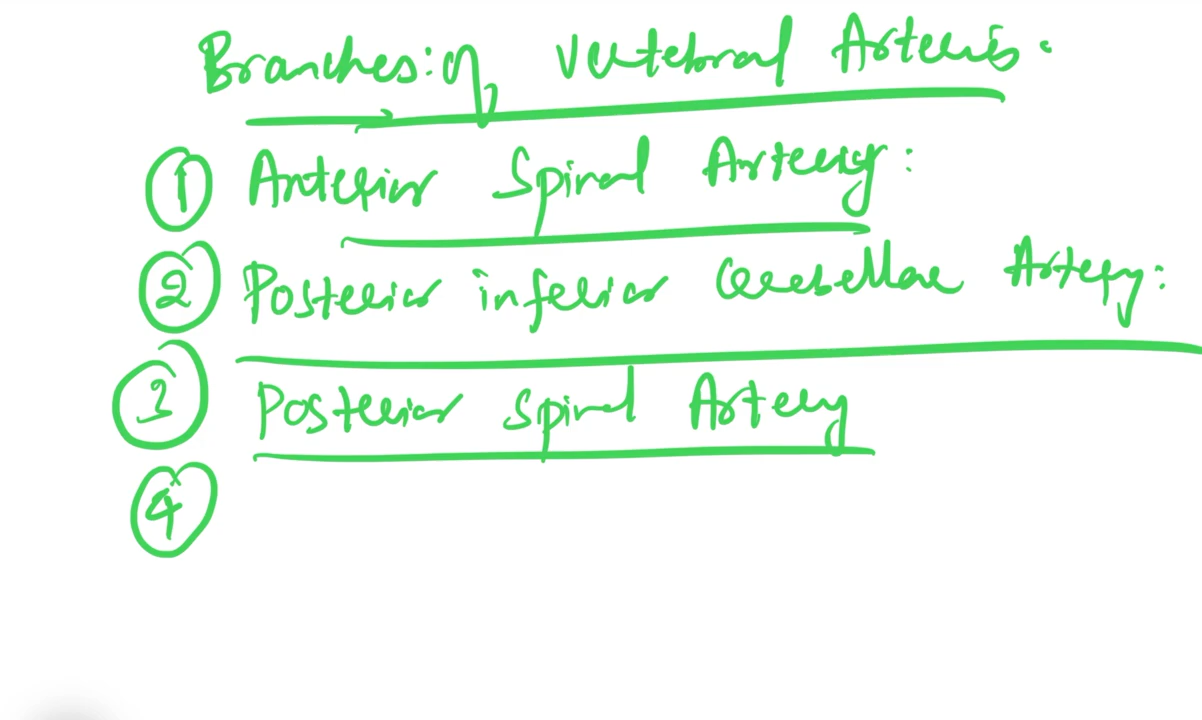 Branches: of Vertebral Arteries.
① Anterior Spinal Artery:
② Posterior inferior Cerebellar Artery:
③ Posterior Spinal Artery
④